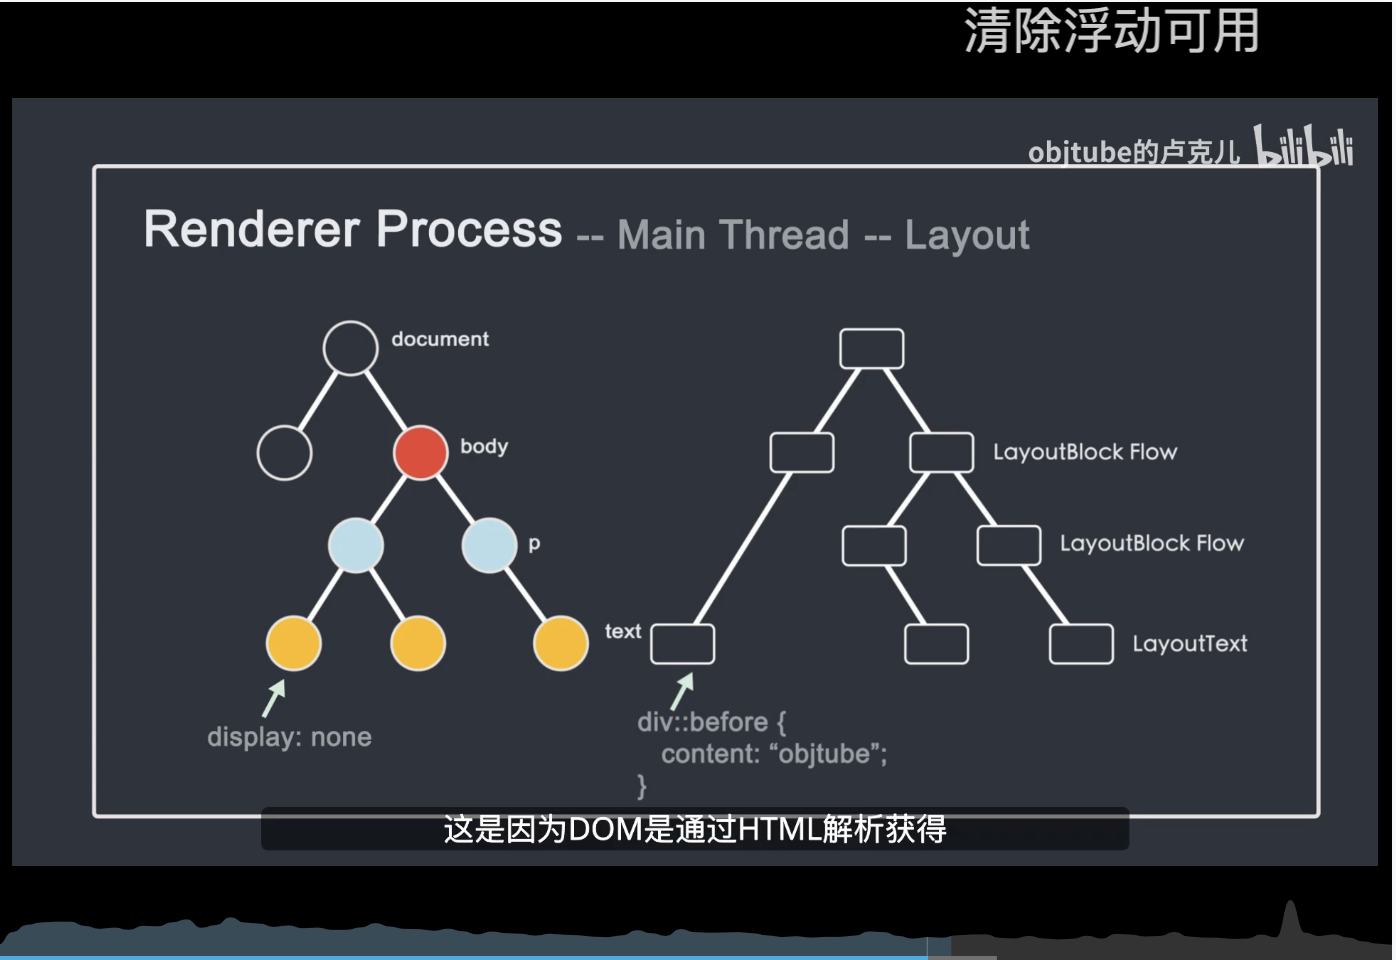 清除浮动可用
objtube的卢克儿 bilibili
Renderer Process -- Main Thread -- Layout
document
body
LayoutBlock Flow
p
LayoutBlock Flow
text
LayoutText
display: none
div::before {
content: “objtube”;
}
这是因为DOM是通过HTML解析获得